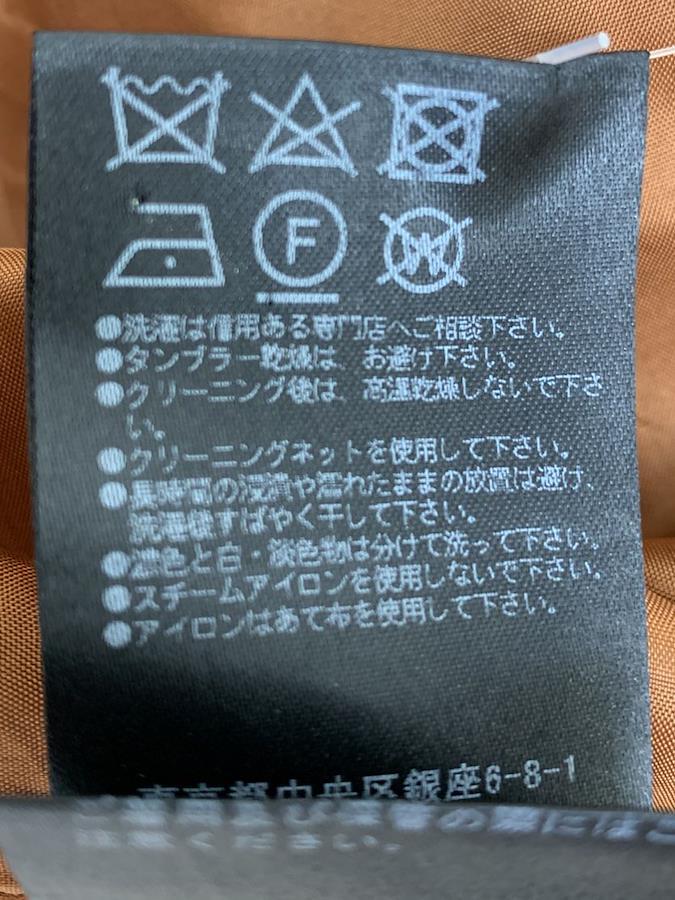 F
W
●洗濯は信用ある専門店へご相談下さい。
●タンブラー乾燥は、お避け下さい。
●クリーニング後は、高温乾燥しないで下さ
い。
●クリーニングネットを使用して下さい。
●長時間の浸漬や濡れたままの放置は避け、
洗濯後すばやく干して下さい。
●濃色と白・淡色物は分けて洗って下さい。
●スチームアイロンを使用しないで下さい。
●アイロンはあて布を使用して下さい。
東京都中央区銀座6-8-1
ください。